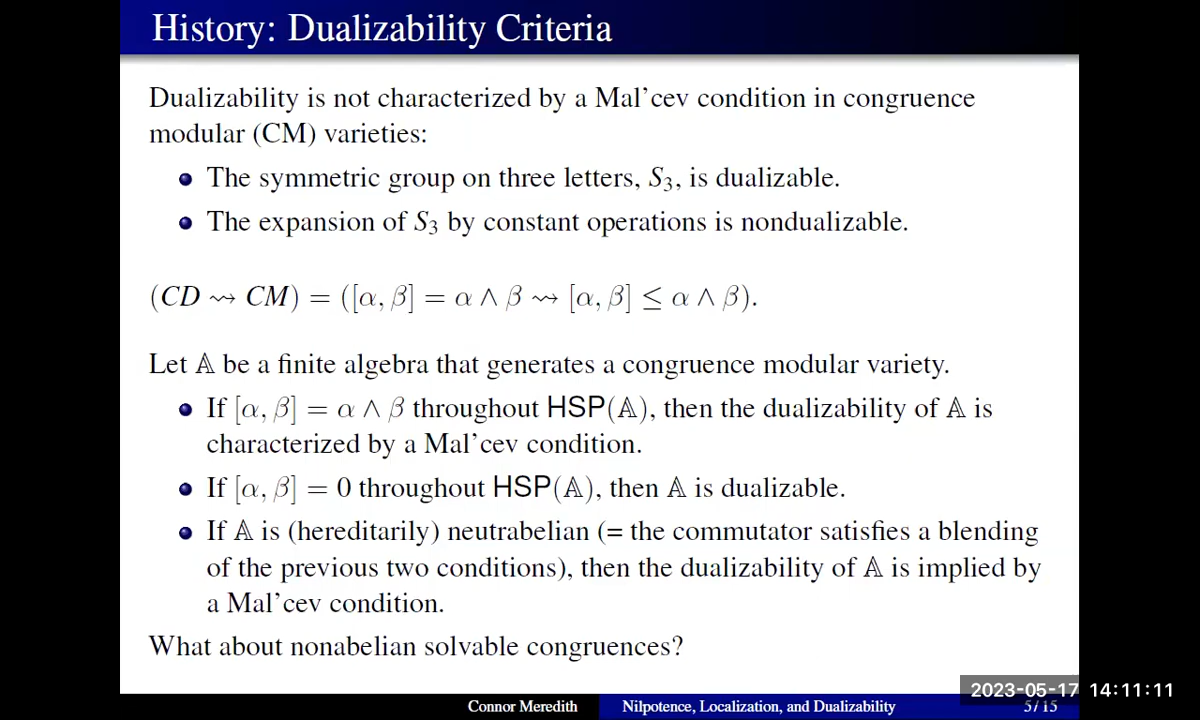 History: Dualizability Criteria
Dualizability is not characterized by a Mal'cev condition in congruence
modular (CM) varieties:
The symmetric group on three letters, S₃, is dualizable.
The expansion of S₃ by constant operations is nondualizable.
(CD ⇝ CM) = ([α, β] = α ∧ β ⇝ [α, β] ≤ α ∧ β).
Let 𝔸 be a finite algebra that generates a congruence modular variety.
If [α, β] = α ∧ β throughout HSP(𝔸), then the dualizability of 𝔸 is
characterized by a Mal'cev condition.
If [α, β] = 0 throughout HSP(𝔸), then 𝔸 is dualizable.
If 𝔸 is (hereditarily) neutrabelian (= the commutator satisfies a blending
of the previous two conditions), then the dualizability of 𝔸 is implied by
a Mal'cev condition.
What about nonabelian solvable congruences?
2023-05-17 14:11:11
Connor Meredith Nilpotence, Localization, and Dualizability 5/15